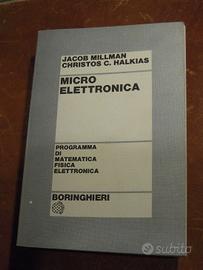 JACOB MILLMAN
CHRISTOS C. HALKIAS
MICRO
ELETTRONICA
PROGRAMMA
DI
MATEMATICA
FISICA
ELETTRONICA
BORINGHIERI
subito